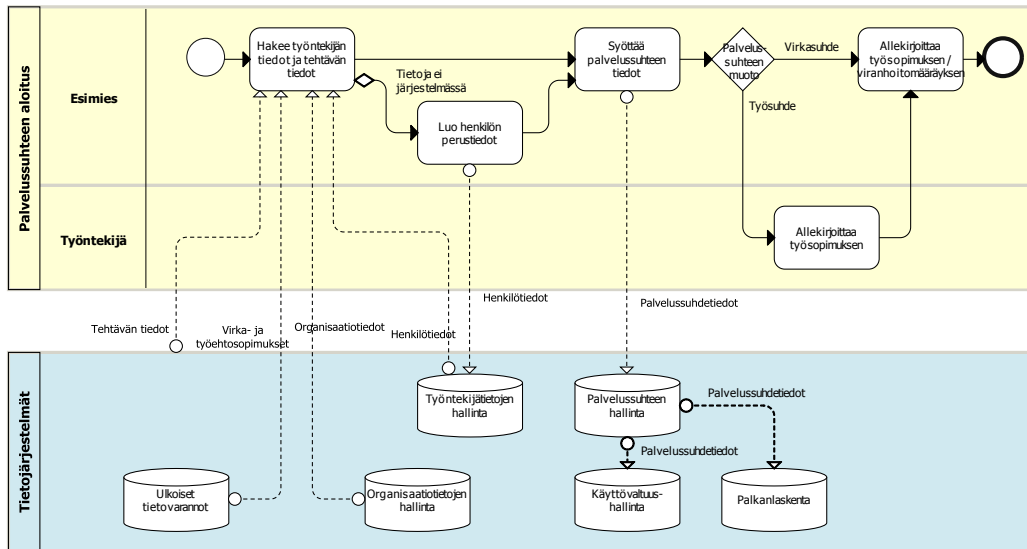 Palvelussuhteen aloitus
Esimies
Hakee työntekijän
tiedot ja tehtävän
tiedot
Tietoja ei
järjestelmässä
Luo henkilön
perustiedot
Syöttää
palvelussuhteen
tiedot
Palvelus-
suhteen
muoto
Virkasuhde
Työsuhde
Allekirjoittaa
työsopimuksen /
viranhoitomääräyksen
Työntekijä
Allekirjoittaa
työsopimuksen
Tehtävän tiedot
Virka- ja
työehtosopimukset
Organisaatiotiedot
Henkilötiedot
Henkilötiedot
Palvelussuhdetiedot
Tietojärjestelmät
Työntekijätietojen
hallinta
Palvelussuhteen
hallinta
Palvelussuhdetiedot
Palvelussuhdetiedot
Ulkoiset
tietovarannot
Organisaatiotietojen
hallinta
Käyttövaltuus-
hallinta
Palkanlaskenta